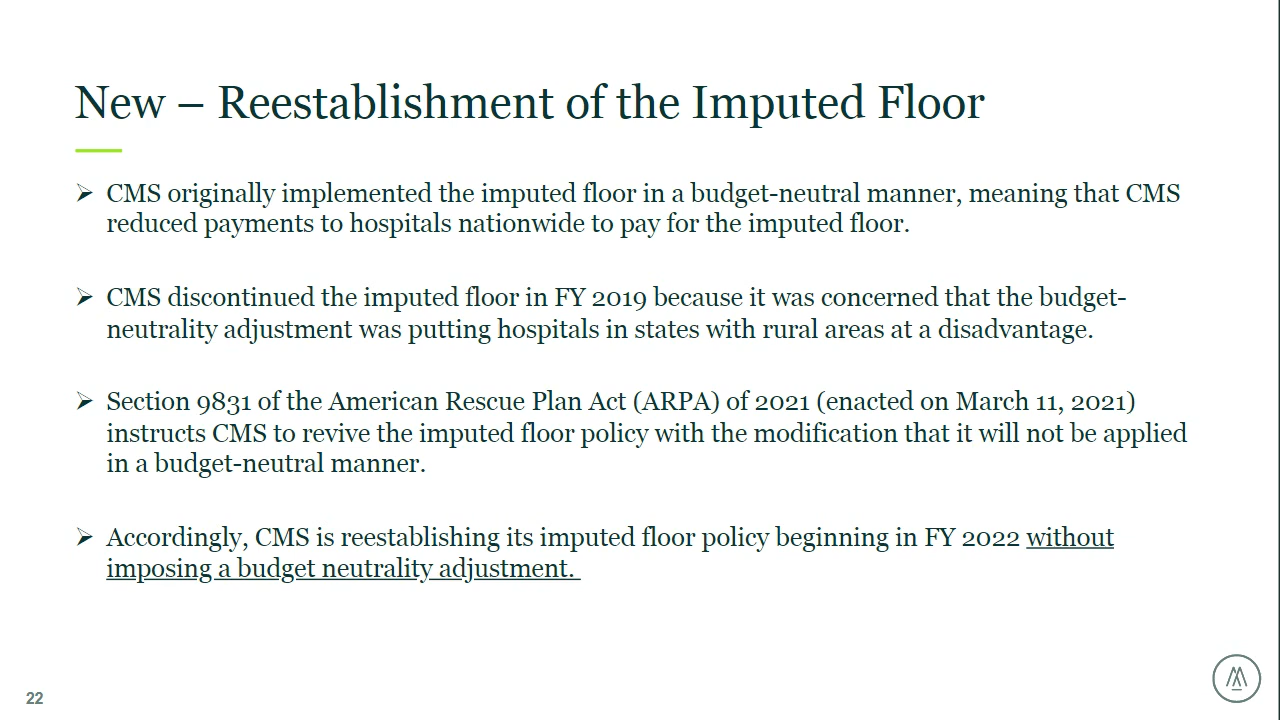 New – Reestablishment of the Imputed Floor
➢ CMS originally implemented the imputed floor in a budget-neutral manner, meaning that CMS
reduced payments to hospitals nationwide to pay for the imputed floor.
➢ CMS discontinued the imputed floor in FY 2019 because it was concerned that the budget-
neutrality adjustment was putting hospitals in states with rural areas at a disadvantage.
➢ Section 9831 of the American Rescue Plan Act (ARPA) of 2021 (enacted on March 11, 2021)
instructs CMS to revive the imputed floor policy with the modification that it will not be applied
in a budget-neutral manner.
➢ Accordingly, CMS is reestablishing its imputed floor policy beginning in FY 2022 without
imposing a budget neutrality adjustment.
22